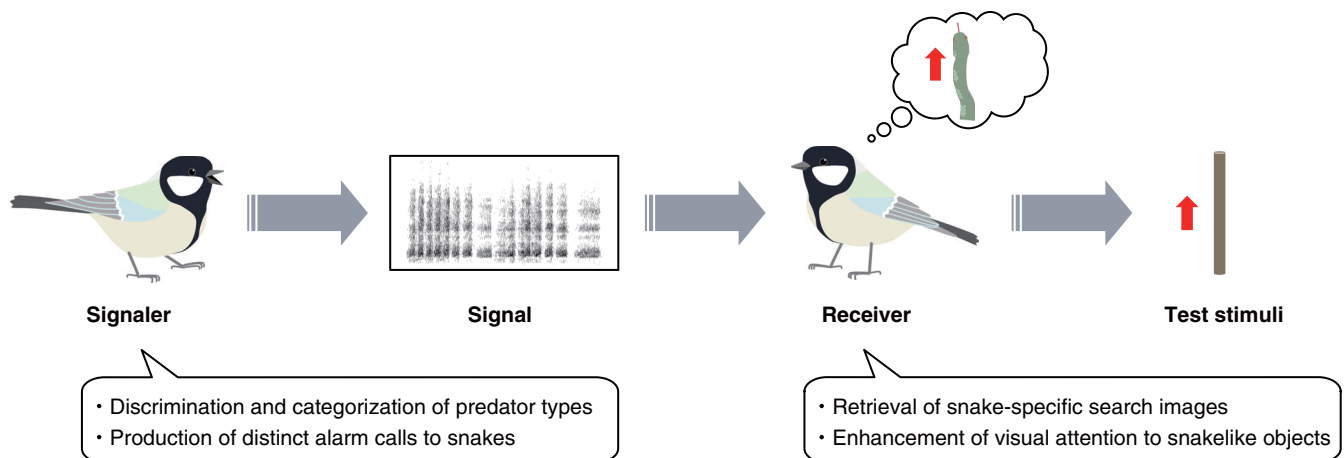 Signaler
Signal
Receiver
Test stimuli
・Discrimination and categorization of predator types
・Production of distinct alarm calls to snakes
・Retrieval of snake-specific search images
・Enhancement of visual attention to snakelike objects